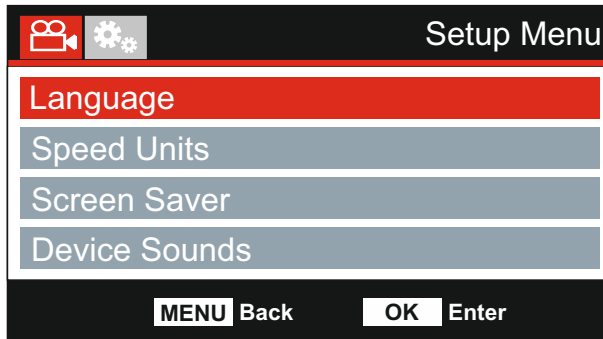 Setup Menu
Language
Speed Units
Screen Saver
Device Sounds
MENU Back OK Enter